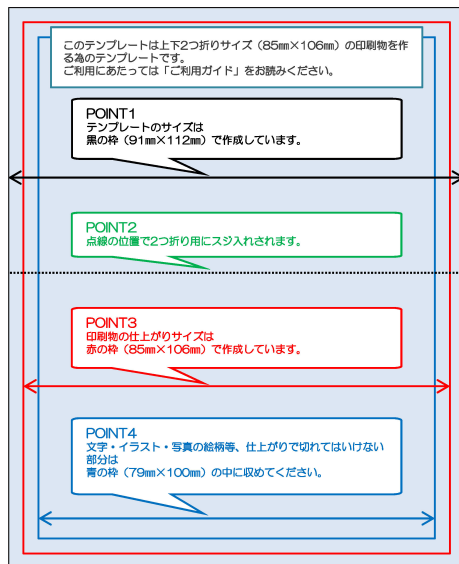 このテンプレートは上下2つ折りサイズ（85㎜×106㎜）の印刷物を作
る為のテンプレートです。
ご利用にあたっては「ご利用ガイド」をお読みください。
POINT1
テンプレートのサイズは
黒の枠（91㎜×112㎜）で作成しています。
POINT2
点線の位置で2つ折り用にスジ入れされます。
POINT3
印刷物の仕上がりサイズは
赤の枠（85㎜×106㎜）で作成しています。
POINT4
文字・イラスト・写真の絵柄等、仕上がりで切れてはいけない
部分は
青の枠（79㎜×100㎜）の中に収めてください。